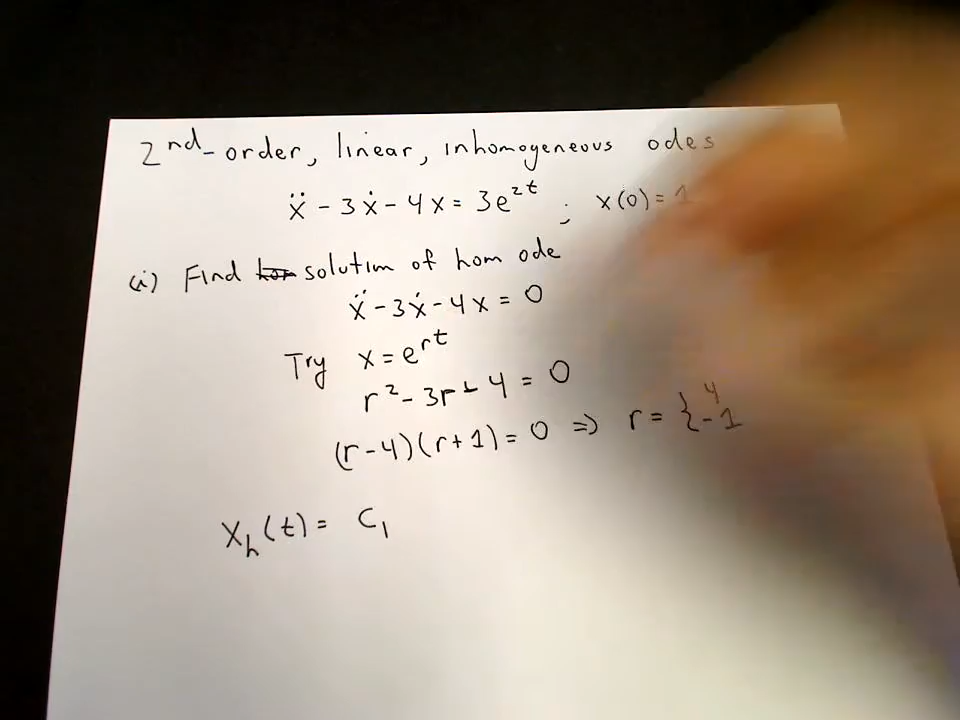 2nd-order, linear, inhomogeneous odes
ẍ - 3ẋ - 4x = 3e^{2t} ; x(0) = 1
(i) Find solution of hom ode
ẍ - 3ẋ - 4x = 0
Try x = e^{rt}
r² - 3r - 4 = 0
(r-4)(r+1) = 0 ⇒ r = { 4
-1
x_h(t) = C₁